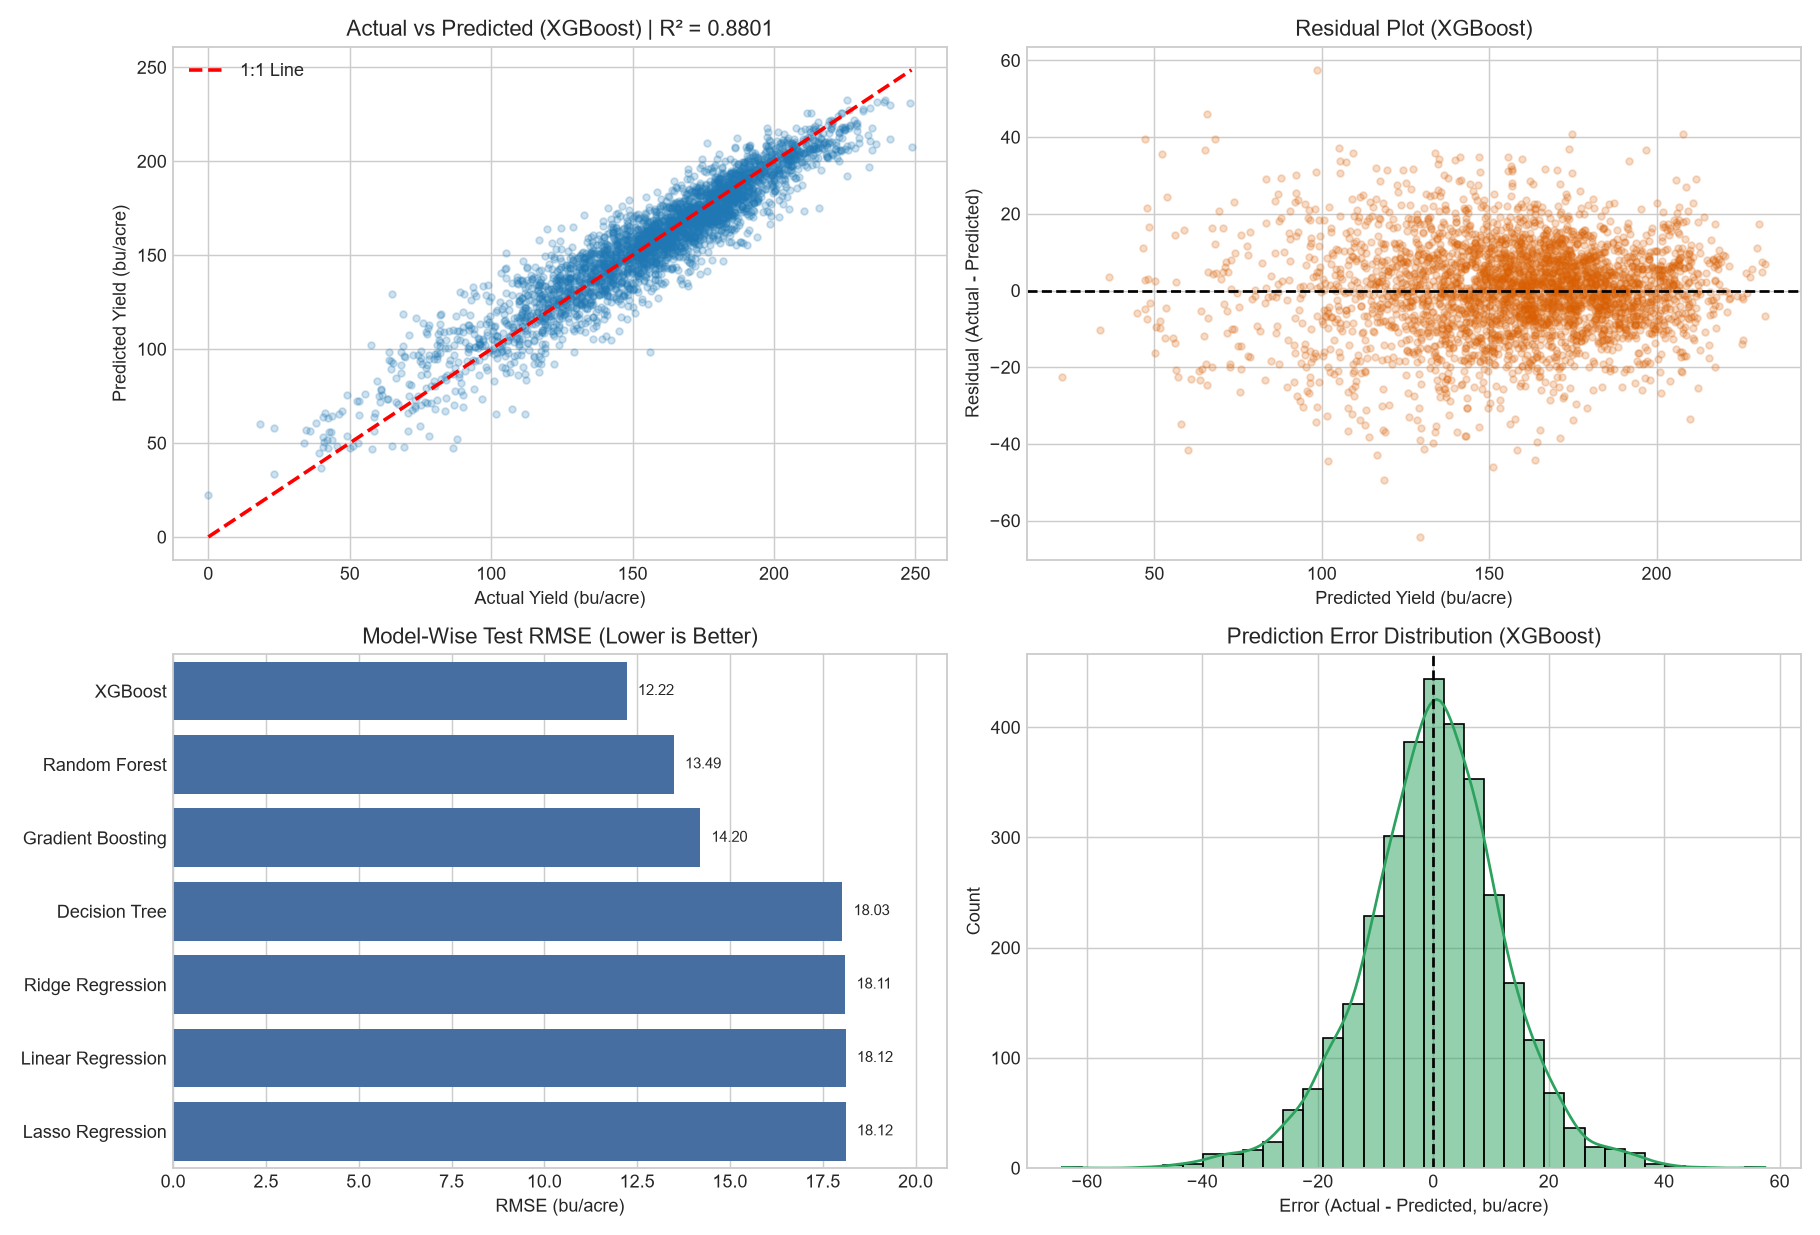 Actual vs Predicted (XGBoost) | R² = 0.8801
1:1 Line
Predicted Yield (bu/acre)
250
200
150
100
50
0
0 50 100 150 200 250
Actual Yield (bu/acre)
Residual Plot (XGBoost)
Residual (Actual - Predicted)
60
40
20
0
−20
−40
−60
50 100 150 200
Predicted Yield (bu/acre)
Model-Wise Test RMSE (Lower is Better)
XGBoost 12.22
Random Forest 13.49
Gradient Boosting 14.20
Decision Tree 18.03
Ridge Regression 18.11
Linear Regression 18.12
Lasso Regression 18.12
0.0 2.5 5.0 7.5 10.0 12.5 15.0 17.5 20.0
RMSE (bu/acre)
Prediction Error Distribution (XGBoost)
Count
400
300
200
100
0
−60 −40 −20 0 20 40 60
Error (Actual - Predicted, bu/acre)